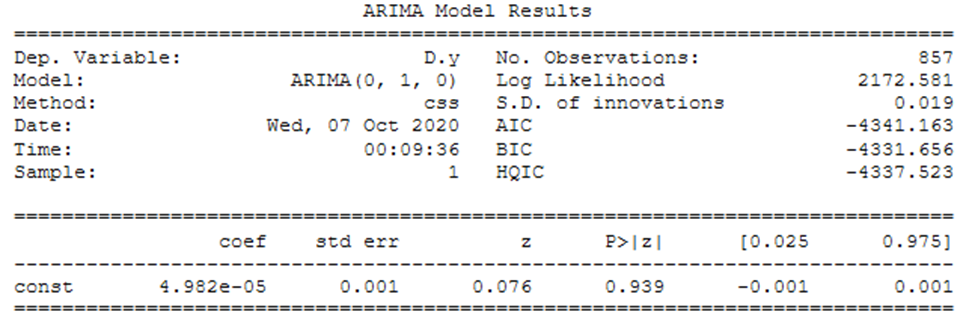 ARIMA Model Results
==============================================================================
Dep. Variable: D.y No. Observations: 857
Model: ARIMA(0, 1, 0) Log Likelihood 2172.581
Method: css S.D. of innovations 0.019
Date: Wed, 07 Oct 2020 AIC -4341.163
Time: 00:09:36 BIC -4331.656
Sample: 1 HQIC -4337.523
==============================================================================
coef std err z P>|z| [0.025 0.975]
------------------------------------------------------------------------------
const 4.982e-05 0.001 0.076 0.939 -0.001 0.001
==============================================================================